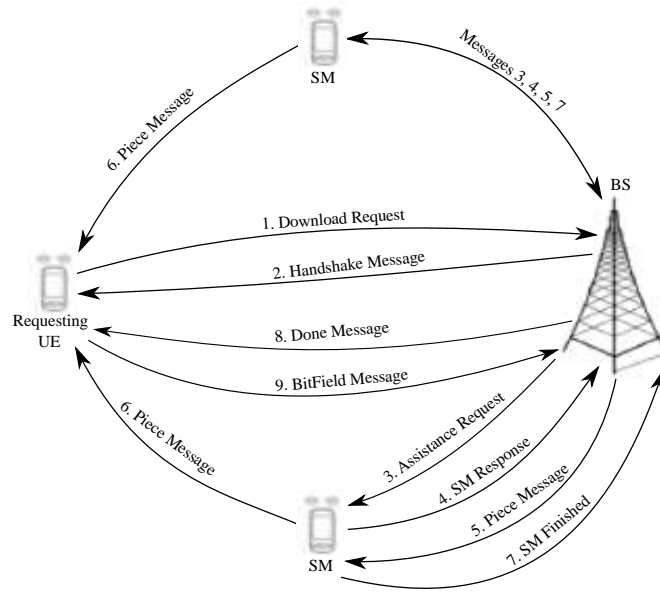 SM
Messages 3, 4, 5, 7
6. Piece Message
BS
1. Download Request
2. Handshake Message
Requesting
UE
8. Done Message
9. BitField Message
6. Piece Message
3. Assistance Request
4. SM Response
5. Piece Message
7. SM Finished
SM